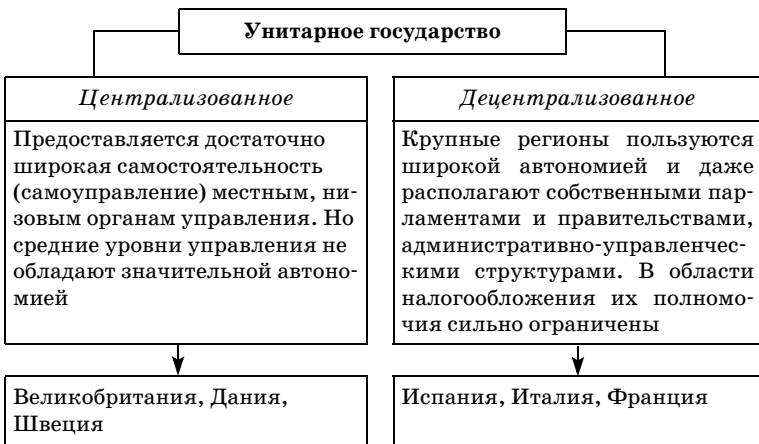 Унитарное государство
Централизованное
Предоставляется достаточно
широкая самостоятельность
(самоуправление) местным, ни-
зовым органам управления. Но
средние уровни управления не
обладают значительной автоно-
мией
Великобритания, Дания,
Швеция
Децентрализованное
Крупные регионы пользуются
широкой автономией и даже
располагают собственными пар-
ламентами и правительствами,
административно-управленчес-
кими структурами. В области
налогообложения их полномо-
чия сильно ограничены
Испания, Италия, Франция